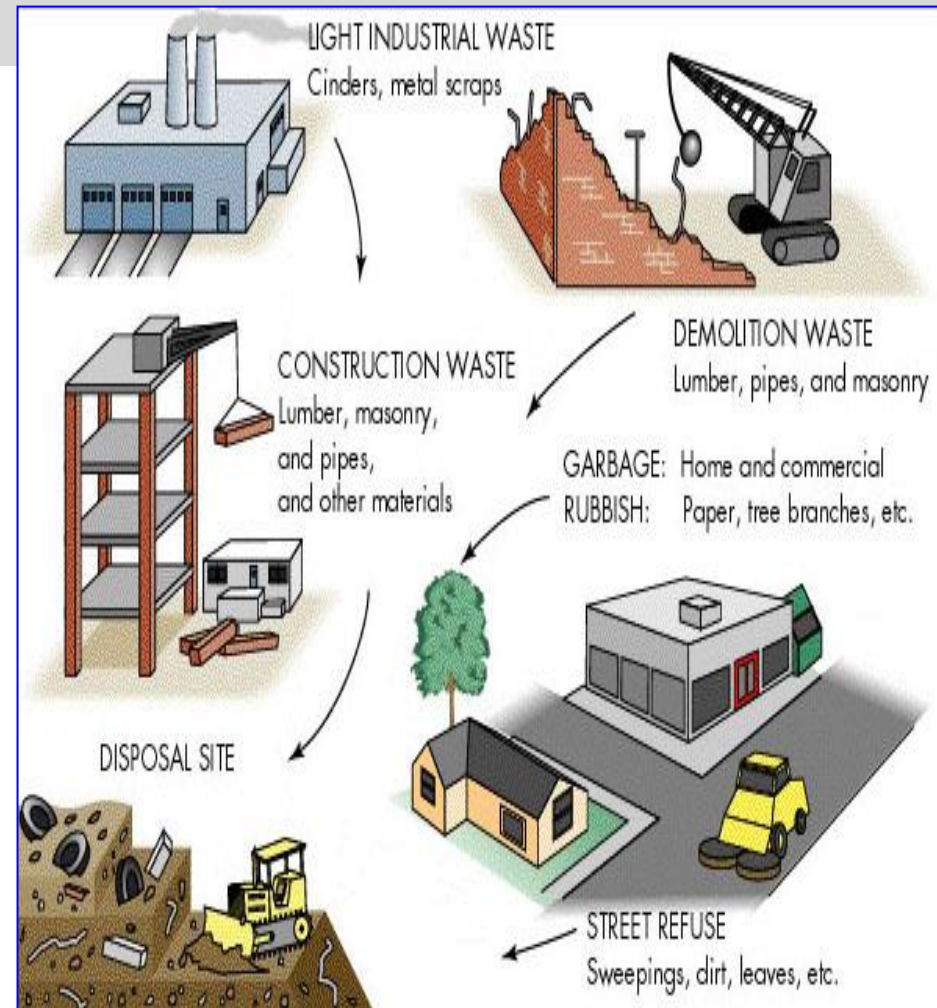 LIGHT INDUSTRIAL WASTE
Cinders, metal scraps
DEMOLITION WASTE
Lumber, pipes, and masonry
CONSTRUCTION WASTE
Lumber, masonry,
and pipes,
and other materials
GARBAGE: Home and commercial
RUBBISH: Paper, tree branches, etc.
DISPOSAL SITE
STREET REFUSE
Sweepings, dirt, leaves, etc.